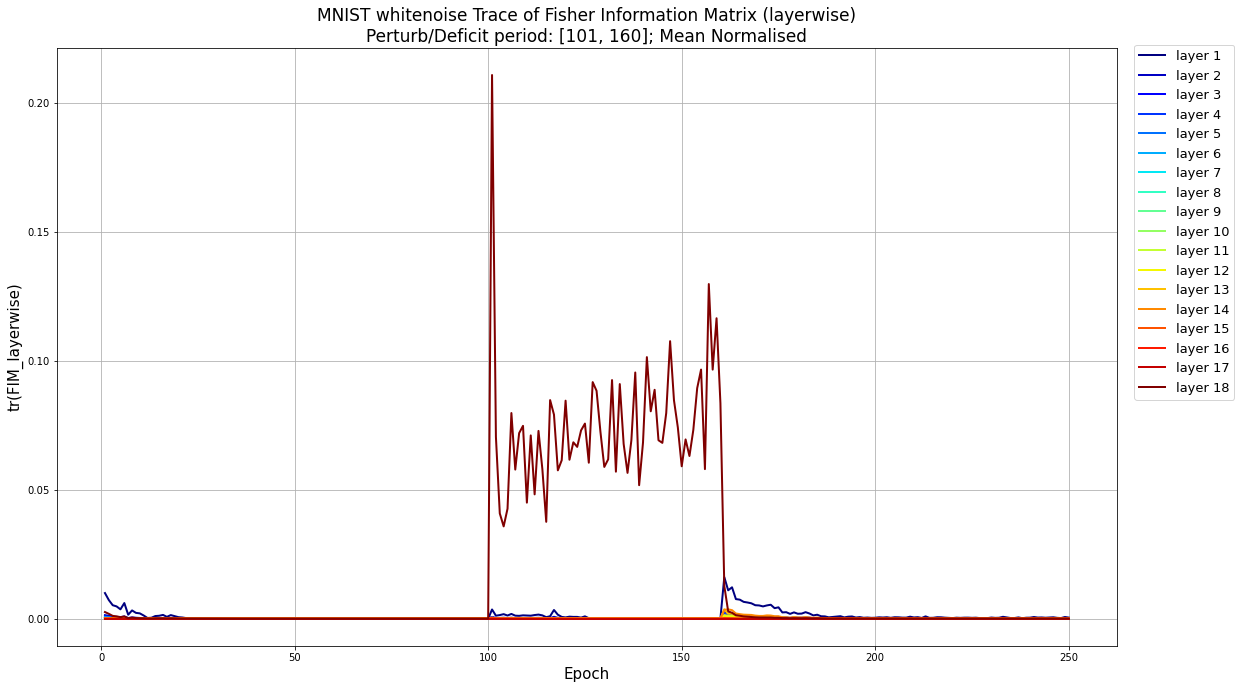 MNIST whitenoise Trace of Fisher Information Matrix (layerwise)
Perturb/Deficit period: [101, 160]; Mean Normalised
tr(FIM_layerwise)
0.20
0.15
0.10
0.05
0.00
0
50
100
150
200
250
Epoch
layer 1
layer 2
layer 3
layer 4
layer 5
layer 6
layer 7
layer 8
layer 9
layer 10
layer 11
layer 12
layer 13
layer 14
layer 15
layer 16
layer 17
layer 18